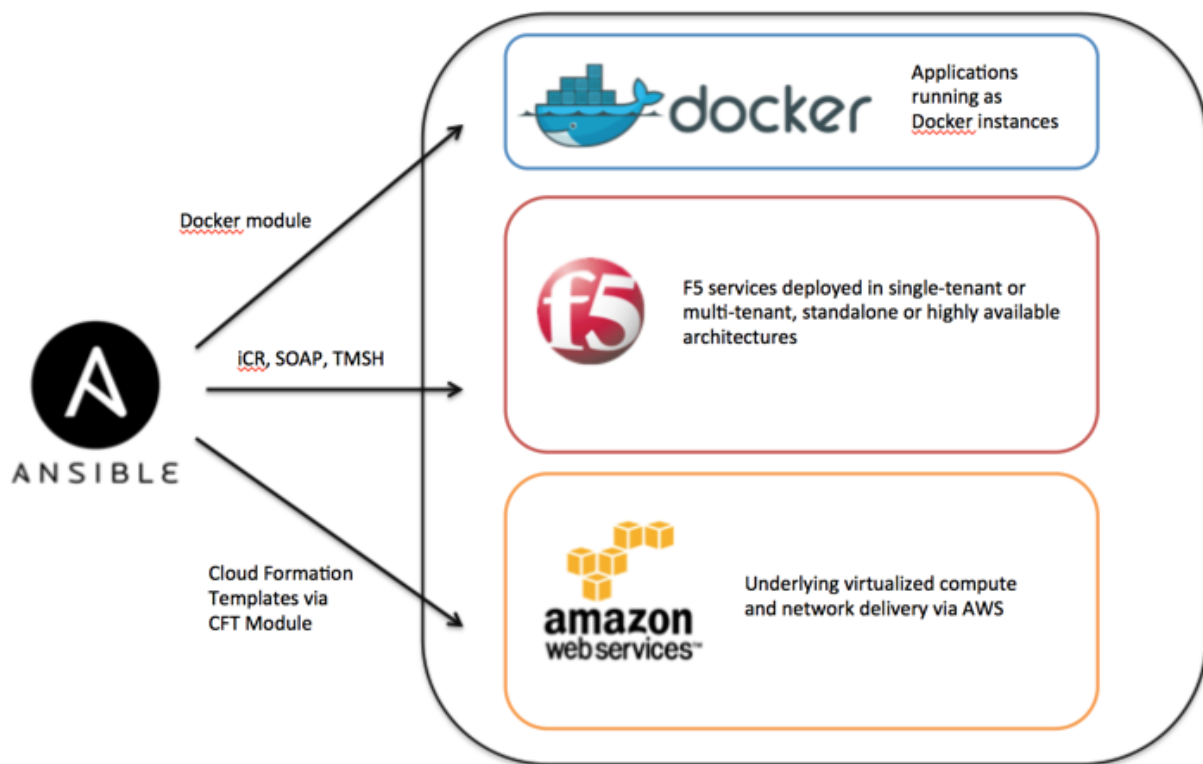 docker
Applications
running as
Docker instances
Docker module
f5
F5 services deployed in single-tenant or
multi-tenant, standalone or highly available
architectures
iCR, SOAP, TMSH
A
ANSIBLE
Cloud Formation
Templates via
CFT Module
amazon
webservices™
Underlying virtualized compute
and network delivery via AWS